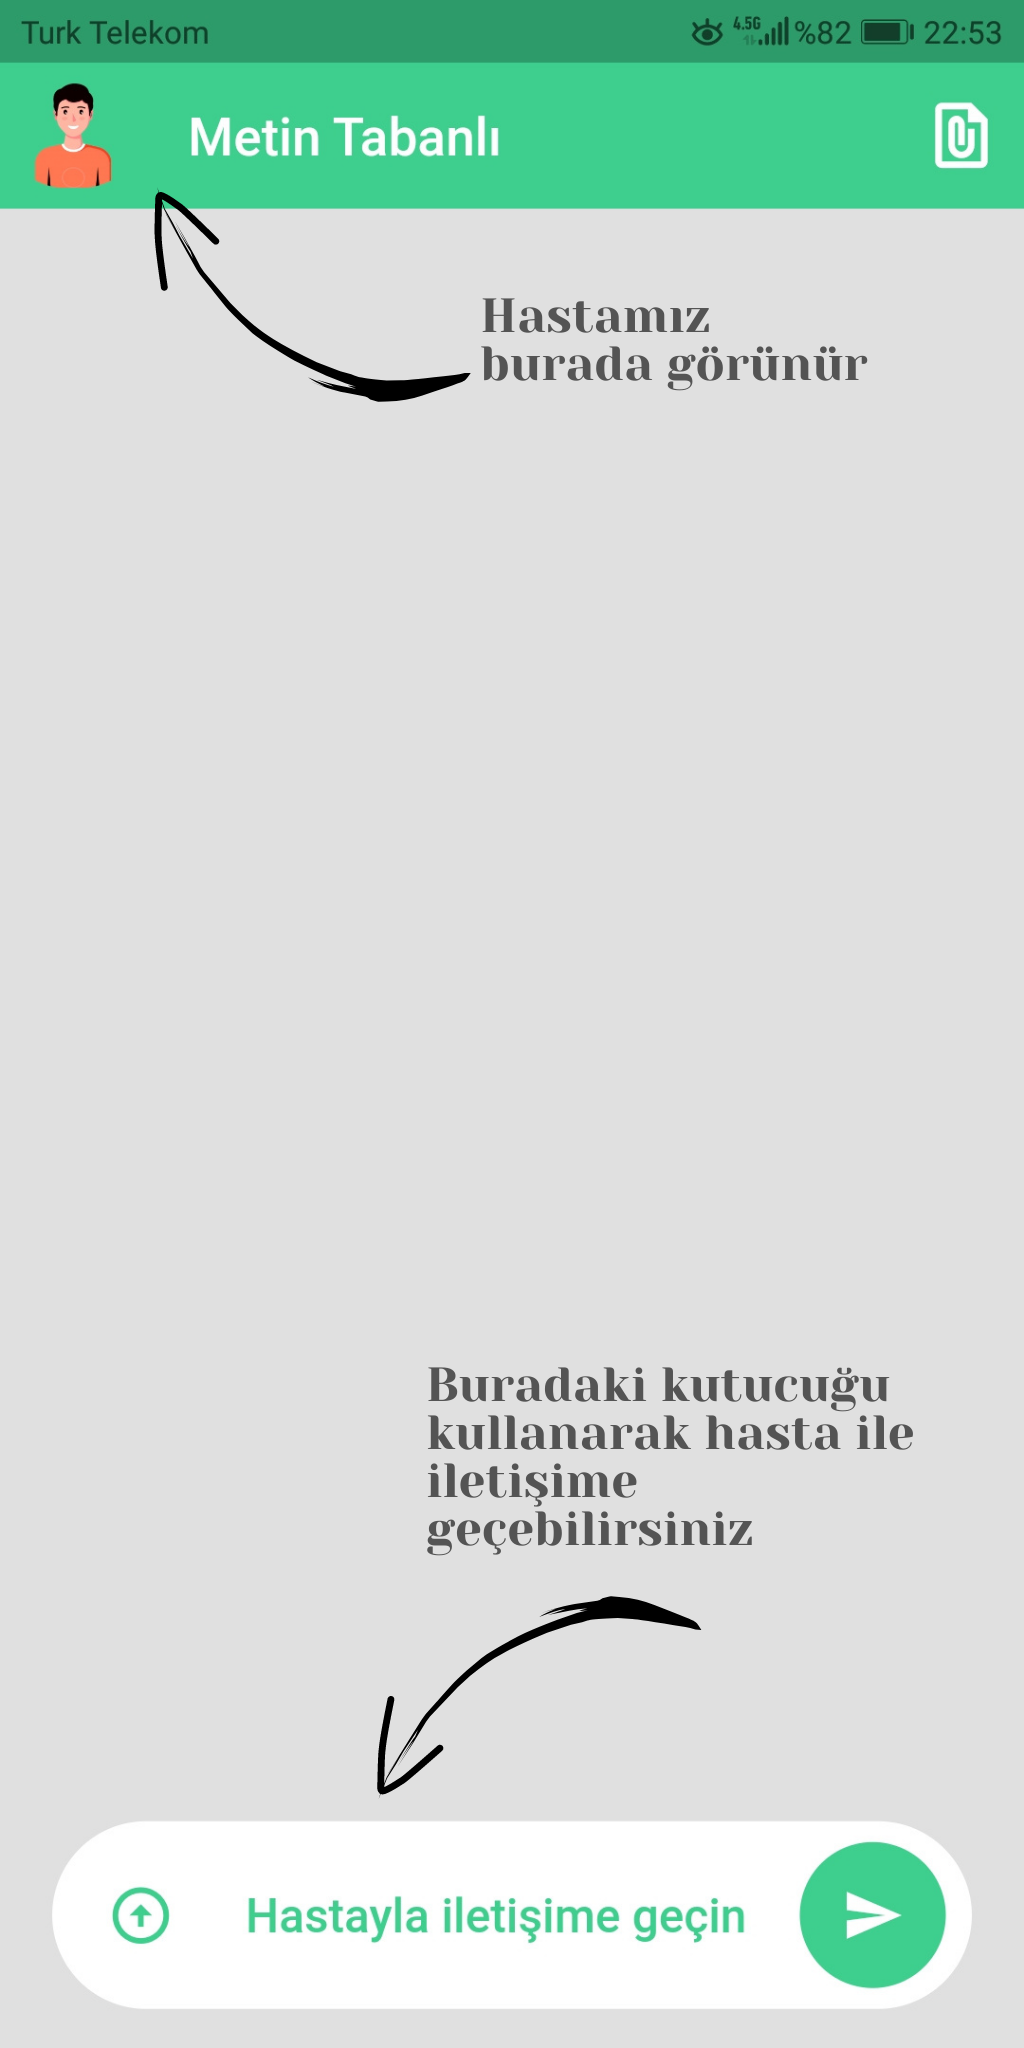 Turk Telekom 4.5G %82 22:53
Metin Tabanlı
Hastamız
burada görünür
Buradaki kutucuğu
kullanarak hasta ile
iletişime
geçebilirsiniz
Hastayla iletişime geçin